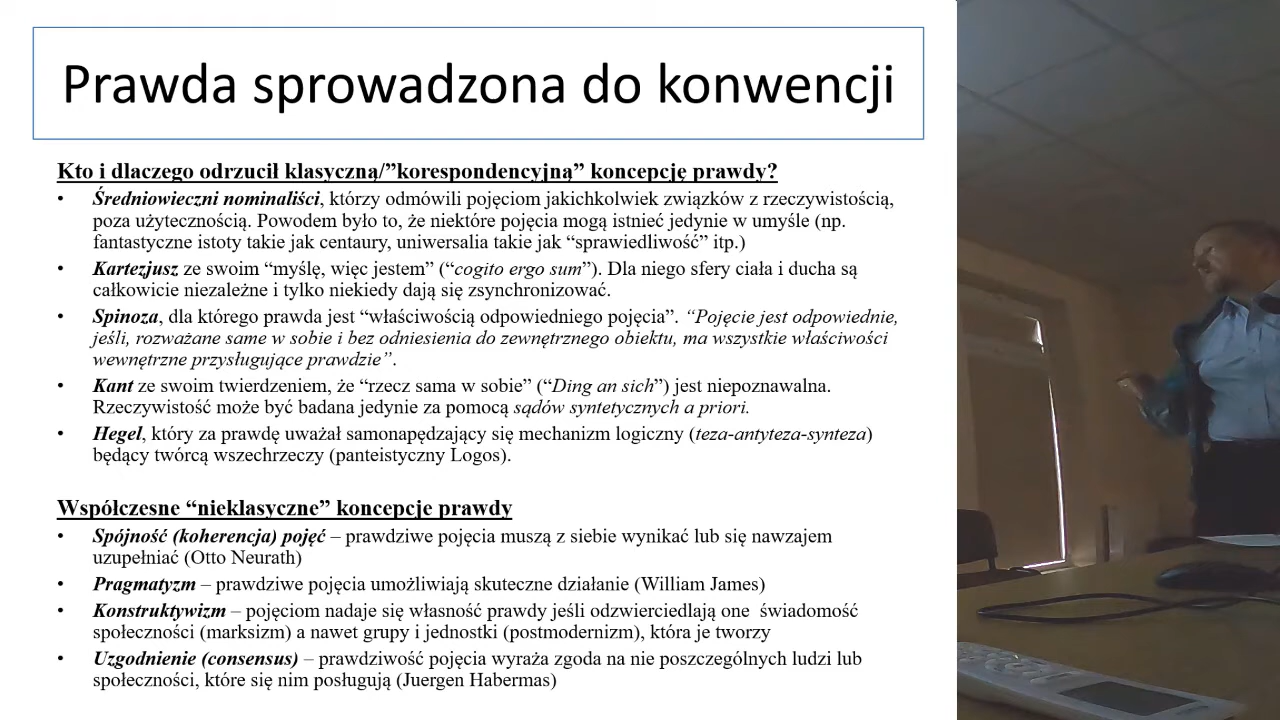 Prawda sprowadzona do konwencji
Kto i dlaczego odrzucił klasyczną/”korespondencyjną” koncepcję prawdy?
• Średniowieczni nominaliści, którzy odmówili pojęciom jakichkolwiek związków z rzeczywistością,
poza użytecznością. Powodem było to, że niektóre pojęcia mogą istnieć jedynie w umyśle (np.
fantastyczne istoty takie jak centaury, uniwersalia takie jak “sprawiedliwość” itp.)
• Kartezjusz ze swoim “myślę, więc jestem” (“cogito ergo sum”). Dla niego sfery ciała i ducha są
całkowicie niezależne i tylko niekiedy dają się zsynchronizować.
• Spinoza, dla którego prawda jest “właściwością odpowiedniego pojęcia”. “Pojęcie jest odpowiednie,
jeśli, rozważane same w sobie i bez odniesienia do zewnętrznego obiektu, ma wszystkie właściwości
wewnętrzne przysługujące prawdzie”.
• Kant ze swoim twierdzeniem, że “rzecz sama w sobie” (“Ding an sich”) jest niepoznawalna.
Rzeczywistość może być badana jedynie za pomocą sądów syntetycznych a priori.
• Hegel, który za prawdę uważał samonapędzający się mechanizm logiczny (teza-antyteza-synteza)
będący twórcą wszechrzeczy (panteistyczny Logos).
Współczesne “nieklasyczne” koncepcje prawdy
• Spójność (koherencja) pojęć – prawdziwe pojęcia muszą z siebie wynikać lub się nawzajem
uzupełniać (Otto Neurath)
• Pragmatyzm – prawdziwe pojęcia umożliwiają skuteczne działanie (William James)
• Konstruktywizm – pojęciom nadaje się własność prawdy jeśli odzwierciedlają one świadomość
społeczności (marksizm) a nawet grupy i jednostki (postmodernizm), która je tworzy
• Uzgodnienie (consensus) – prawdziwość pojęcia wyraża zgoda na nie poszczególnych ludzi lub
społeczności, które się nim posługują (Juergen Habermas)